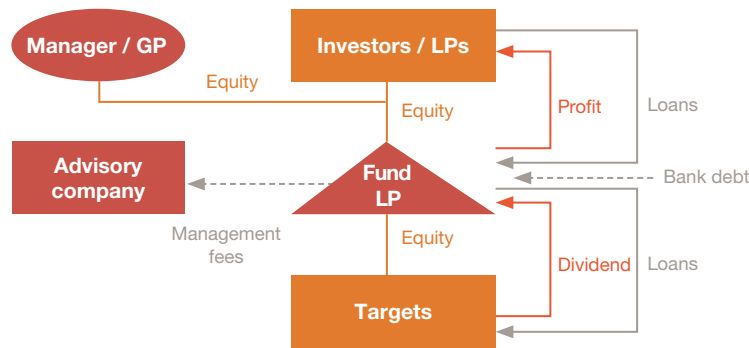 Manager / GP
Investors / LPs
Equity
Equity
Profit
Loans
Advisory
company
Fund
LP
Bank debt
Management
fees
Equity
Dividend
Loans
Targets